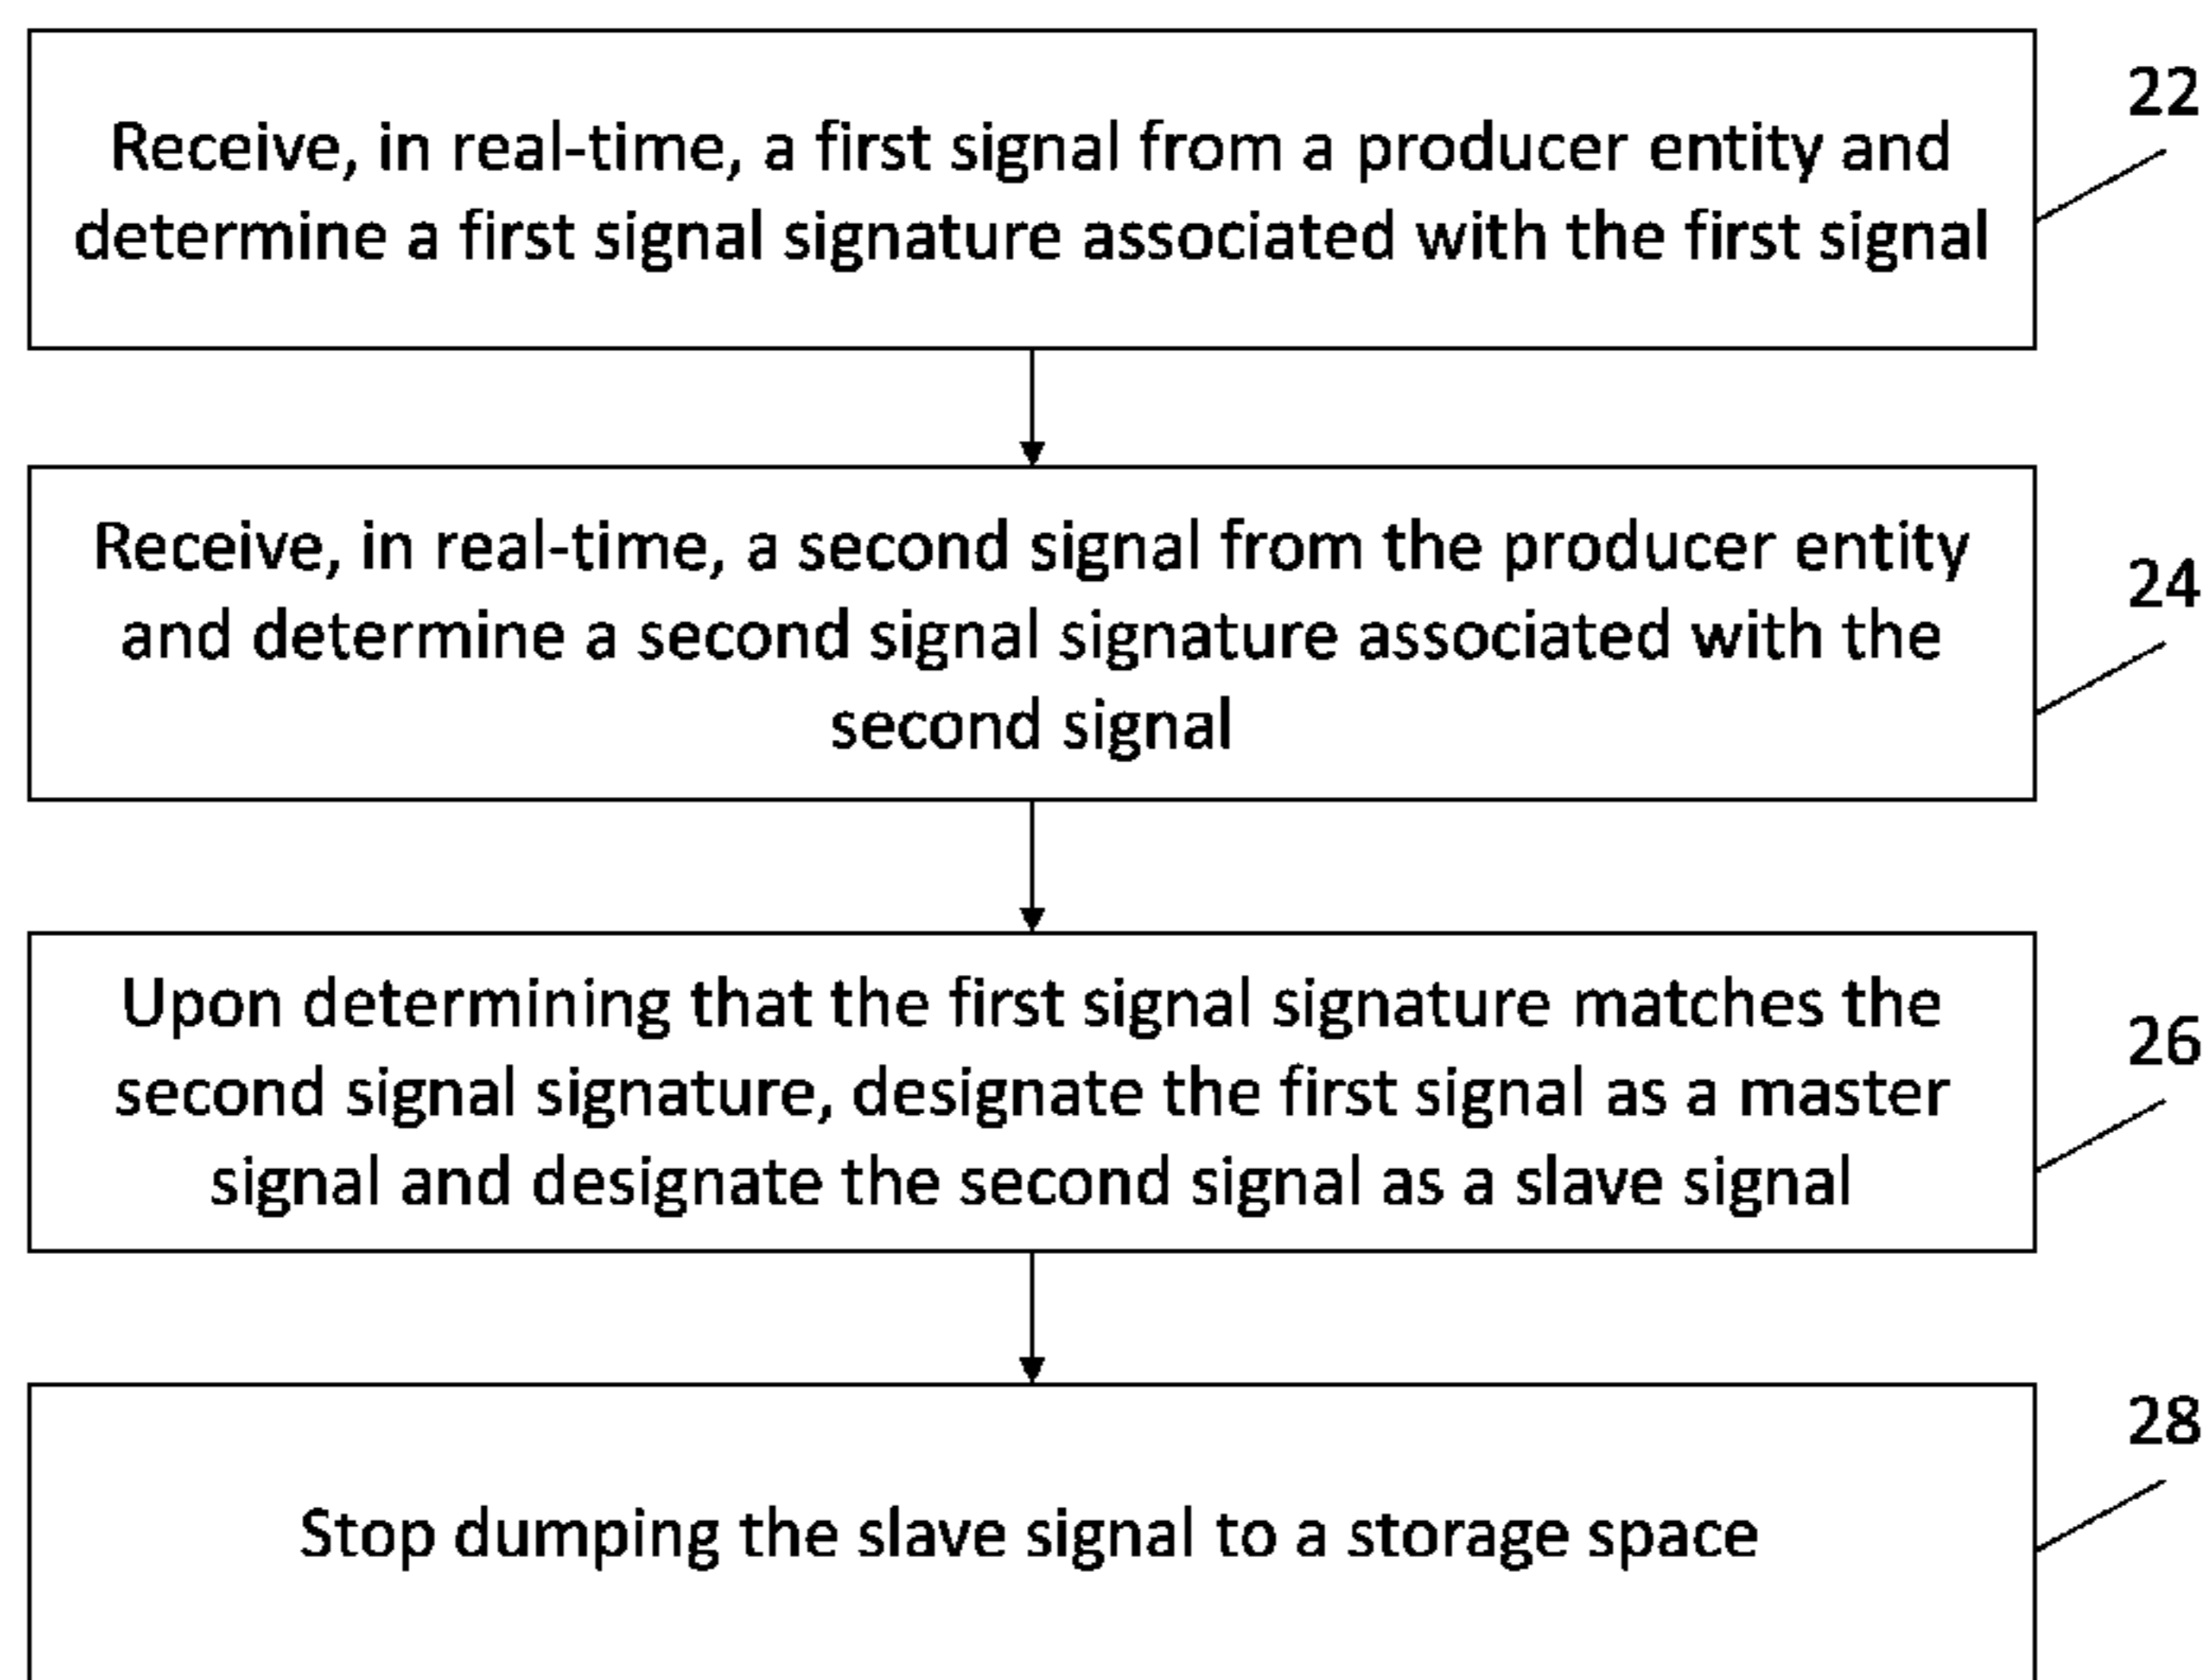 22
Receive, in real-time, a first signal from a producer entity and
determine a first signal signature associated with the first signal
24
Receive, in real-time, a second signal from the producer entity
and determine a second signal signature associated with the
second signal
26
Upon determining that the first signal signature matches the
second signal signature, designate the first signal as a master
signal and designate the second signal as a slave signal
28
Stop dumping the slave signal to a storage space